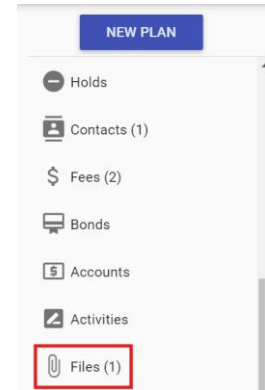 NEW PLAN
Holds
Contacts (1)
Fees (2)
Bonds
$ Accounts
Activities
Files (1)